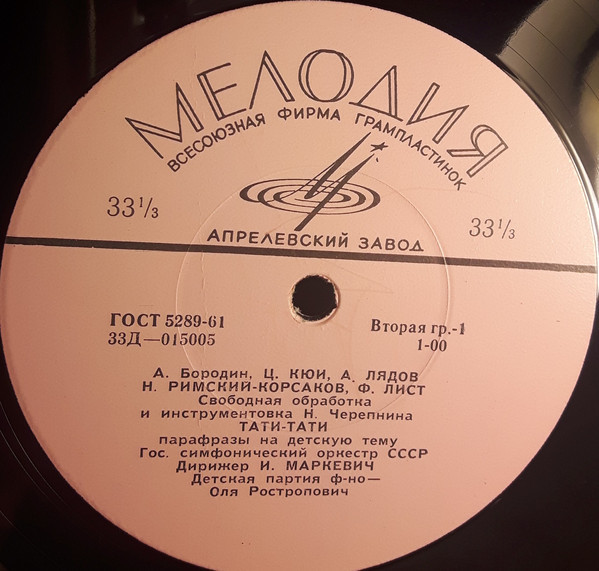 МЕЛОДИЯ
ВСЕСОЮЗНАЯ ФИРМА ГРАМПЛАСТИНОК
33 1/3
33 1/3
АПРЕЛЕВСКИЙ ЗАВОД
ГОСТ 5289-61
Вторая гр.-1
33Д—015005
1-00
А. Бородин, Ц. КЮИ, А. ЛЯДОВ
Н. РИМСКИЙ-КОРСАКОВ, Ф. ЛИСТ
Свободная обработка
и инструментовка Н. Черепнина
ТАТИ-ТАТИ
парафразы на детскую тему
Гос. симфонический оркестр СССР
Дирижер И. МАРКЕВИЧ
Детская партия ф-но—
Оля Ростропович